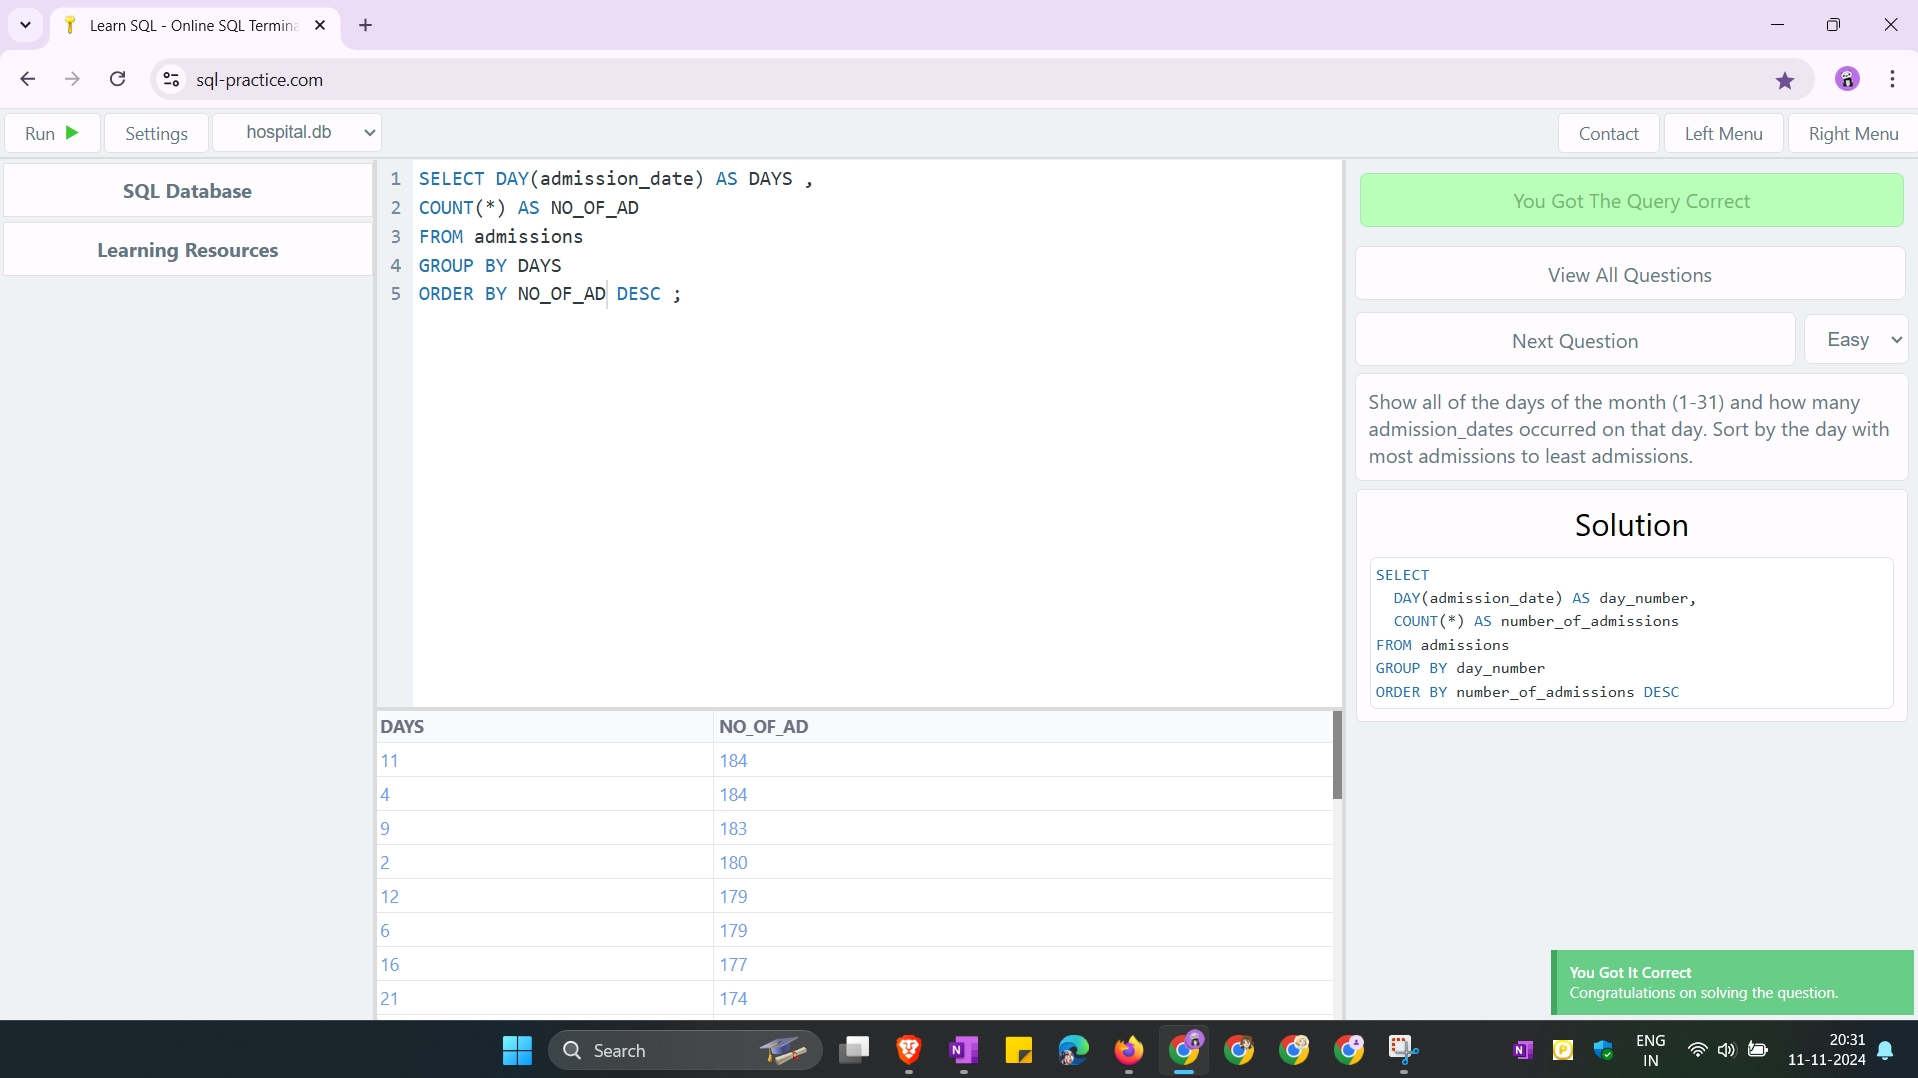 Learn SQL - Online SQL Termina
sql-practice.com
Run
Settings
hospital.db
Contact
Left Menu
Right Menu
SQL Database
Learning Resources
1 SELECT DAY(admission_date) AS DAYS ,
2 COUNT(*) AS NO_OF_AD
3 FROM admissions
4 GROUP BY DAYS
5 ORDER BY NO_OF_AD DESC ;
DAYS NO_OF_AD
11 184
4 184
9 183
2 180
12 179
6 179
16 177
21 174
You Got The Query Correct
View All Questions
Next Question
Easy
Show all of the days of the month (1-31) and how many
admission_dates occurred on that day. Sort by the day with
most admissions to least admissions.
Solution
SELECT
DAY(admission_date) AS day_number,
COUNT(*) AS number_of_admissions
FROM admissions
GROUP BY day_number
ORDER BY number_of_admissions DESC
You Got It Correct
Congratulations on solving the question.
Search
ENG
IN
20:31
11-11-2024